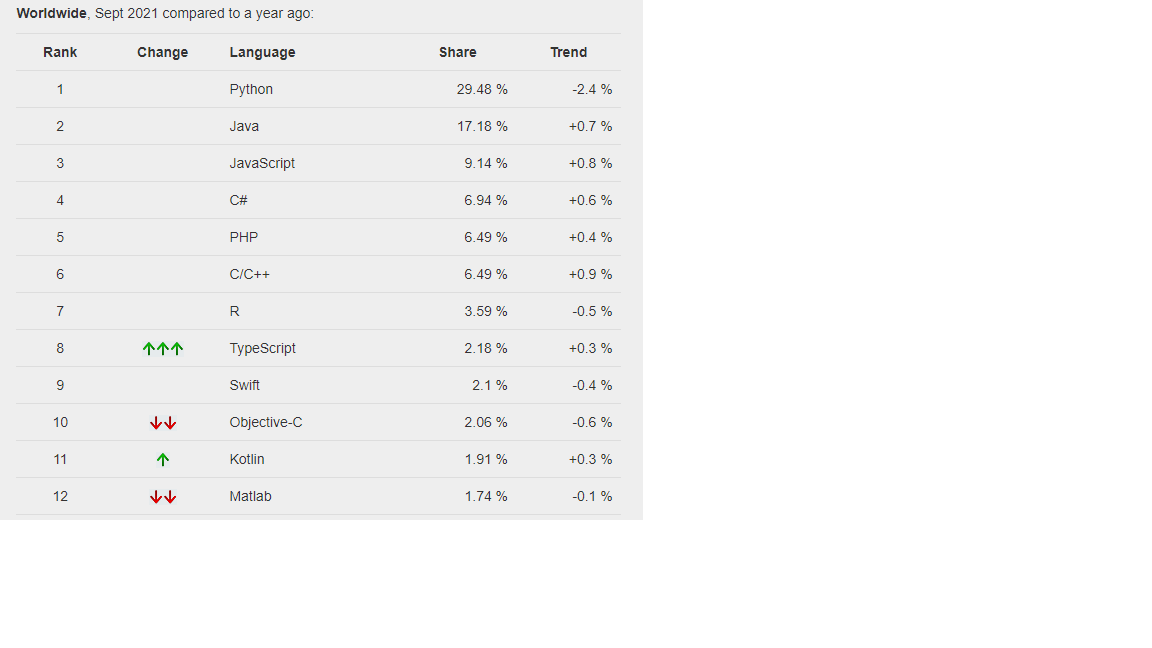 Worldwide, Sept 2021 compared to a year ago:
Rank Change Language Share Trend
1 Python 29.48 % -2.4 %
2 Java 17.18 % +0.7 %
3 JavaScript 9.14 % +0.8 %
4 C# 6.94 % +0.6 %
5 PHP 6.49 % +0.4 %
6 C/C++ 6.49 % +0.9 %
7 R 3.59 % -0.5 %
8 ↑↑↑ TypeScript 2.18 % +0.3 %
9 Swift 2.1 % -0.4 %
10 ↓↓ Objective-C 2.06 % -0.6 %
11 ↑ Kotlin 1.91 % +0.3 %
12 ↓↓ Matlab 1.74 % -0.1 %